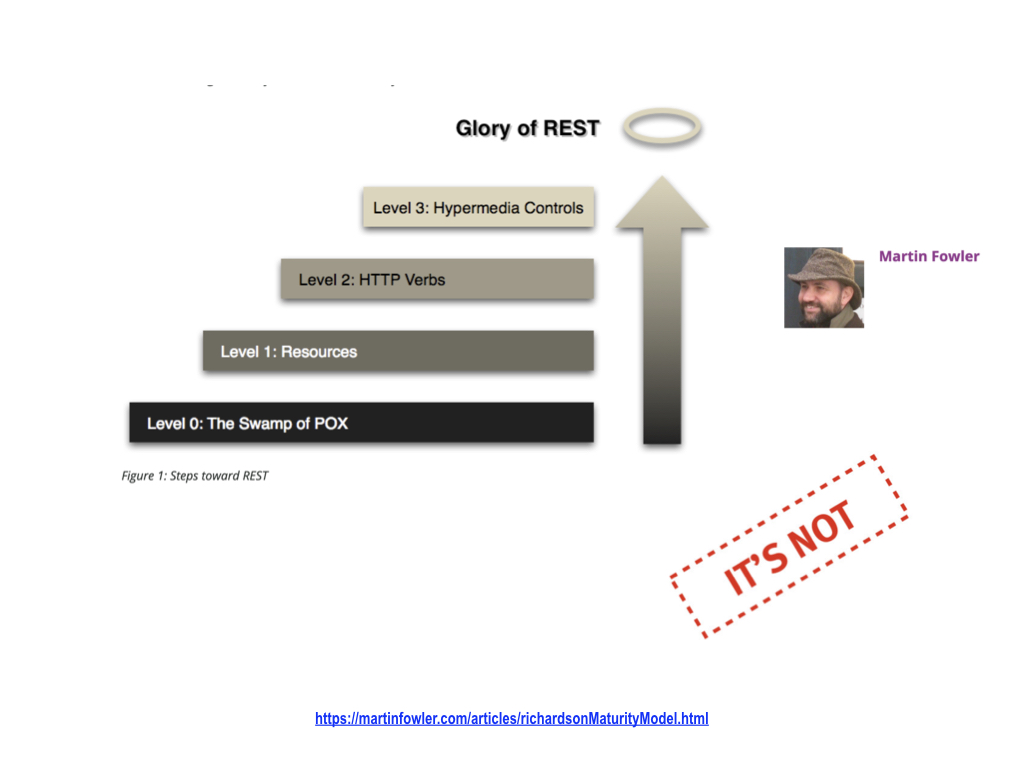 Glory of REST
Level 3: Hypermedia Controls
Level 2: HTTP Verbs
Martin Fowler
Level 1: Resources
Level 0: The Swamp of POX
Figure 1: Steps toward REST
IT'S NOT
https://martinfowler.com/articles/richardsonMaturityModel.html